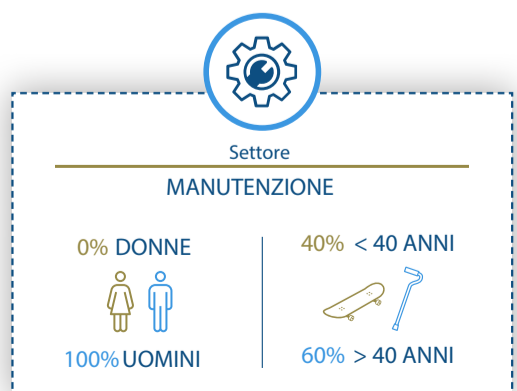 Settore
MANUTENZIONE
0% DONNE
100% UOMINI
40% < 40 ANNI
60% > 40 ANNI